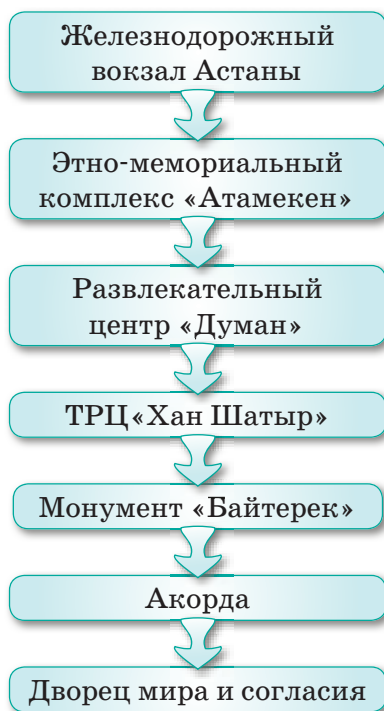 Железнодорожный
вокзал Астаны
Этно-мемориальный
комплекс «Атамекен»
Развлекательный
центр «Думан»
ТРЦ«Хан Шатыр»
Монумент «Байтерек»
Акорда
Дворец мира и согласия